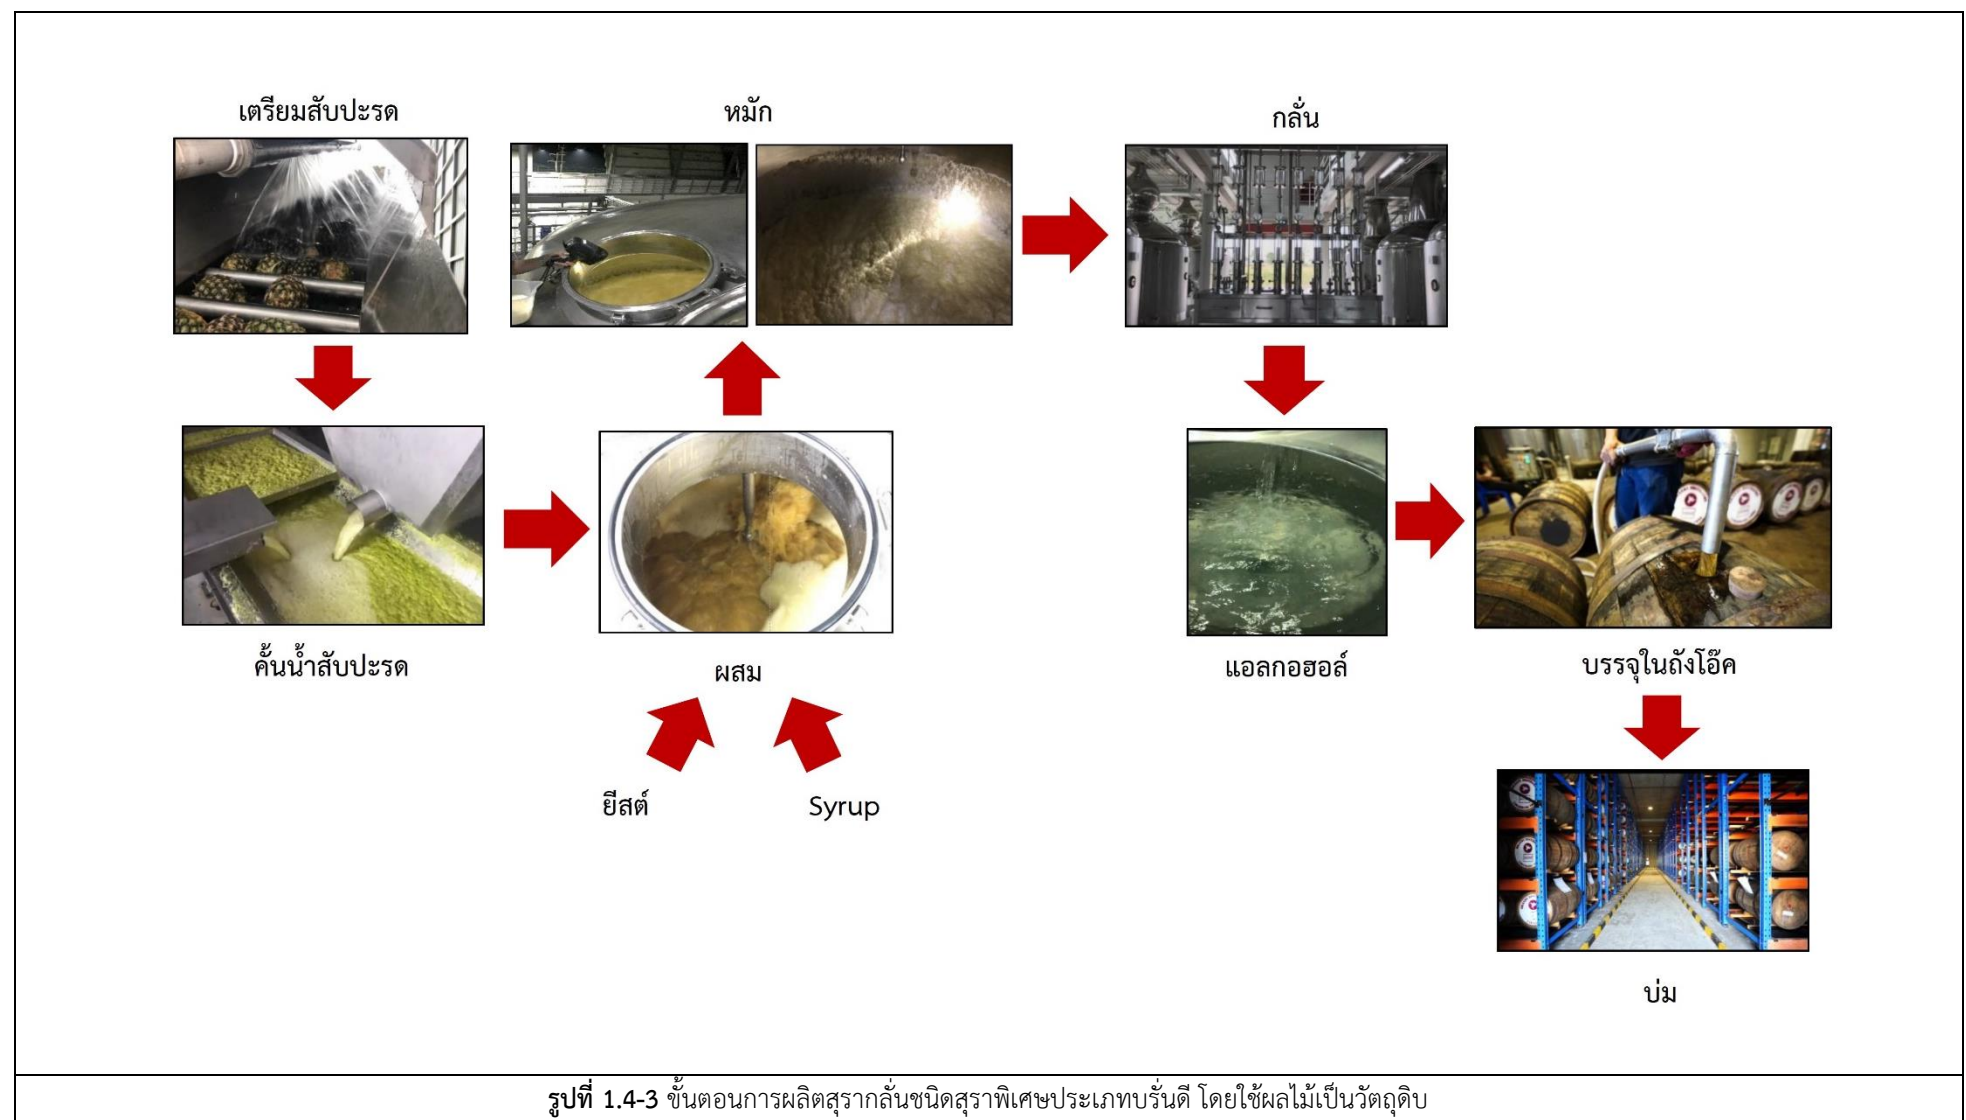 เตรียมสับปะรด
หมัก
กลั่น
คั้นน้ำสับปะรด
ผสม
แอลกอฮอล์
บรรจุในถังโอ๊ค
ยีสต์
Syrup
บ่ม
รูปที่ 1.4-3 ขั้นตอนการผลิตสุรากลั่นชนิดสุราพิเศษประเภทบรั่นดี โดยใช้ผลไม้เป็นวัตถุดิบ